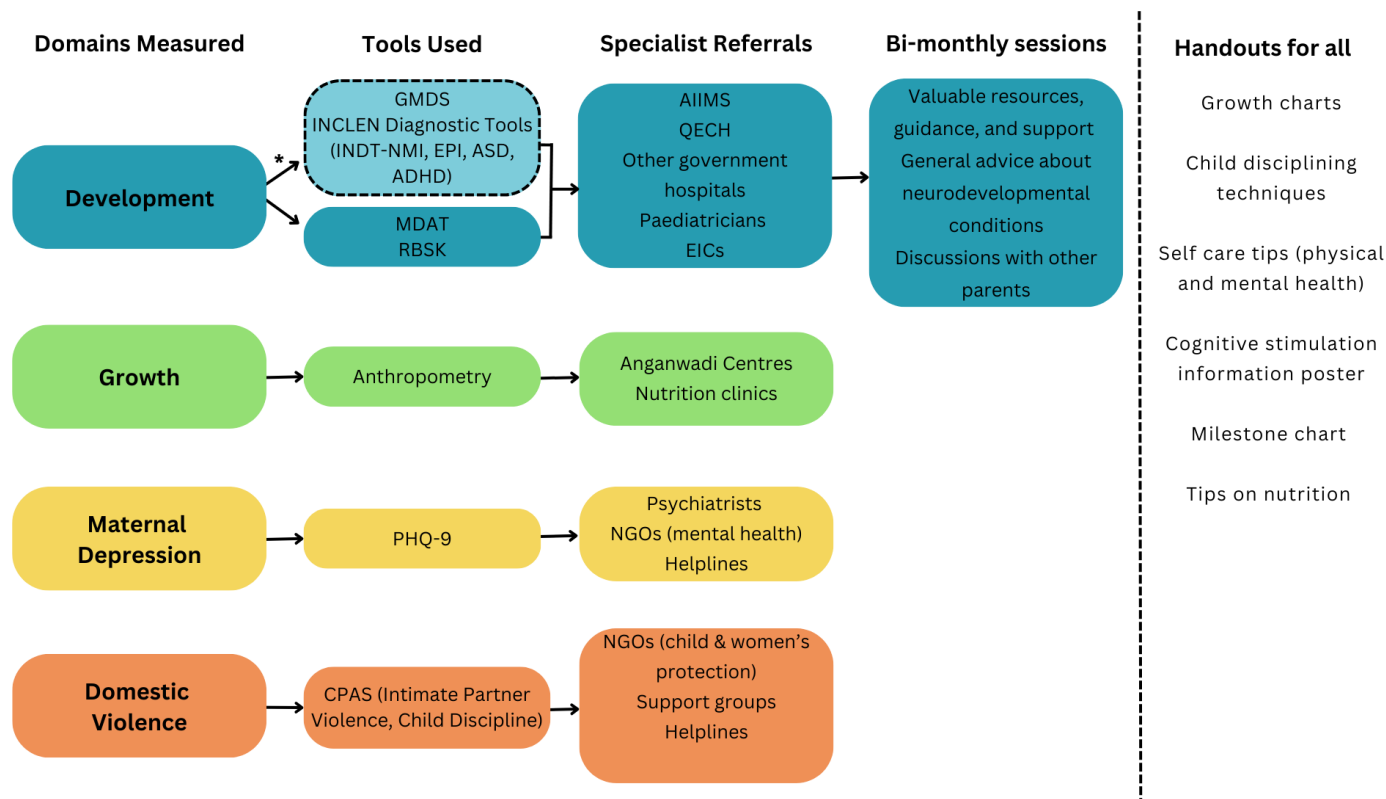 Domains Measured
Tools Used
Specialist Referrals
Bi-monthly sessions
Handouts for all
Development
*
GMDS
INCLEN Diagnostic Tools
(INDT-NMI, EPI, ASD,
ADHD)
MDAT
RBSK
AIIMS
QECH
Other government
hospitals
Paediatricians
EICs
Valuable resources,
guidance, and support
General advice about
neurodevelopmental
conditions
Discussions with other
parents
Growth
Anthropometry
Anganwadi Centres
Nutrition clinics
Maternal
Depression
PHQ-9
Psychiatrists
NGOs (mental health)
Helplines
Domestic
Violence
CPAS (Intimate Partner
Violence, Child Discipline)
NGOs (child & women’s
protection)
Support groups
Helplines
Growth charts
Child disciplining
techniques
Self care tips (physical
and mental health)
Cognitive stimulation
information poster
Milestone chart
Tips on nutrition